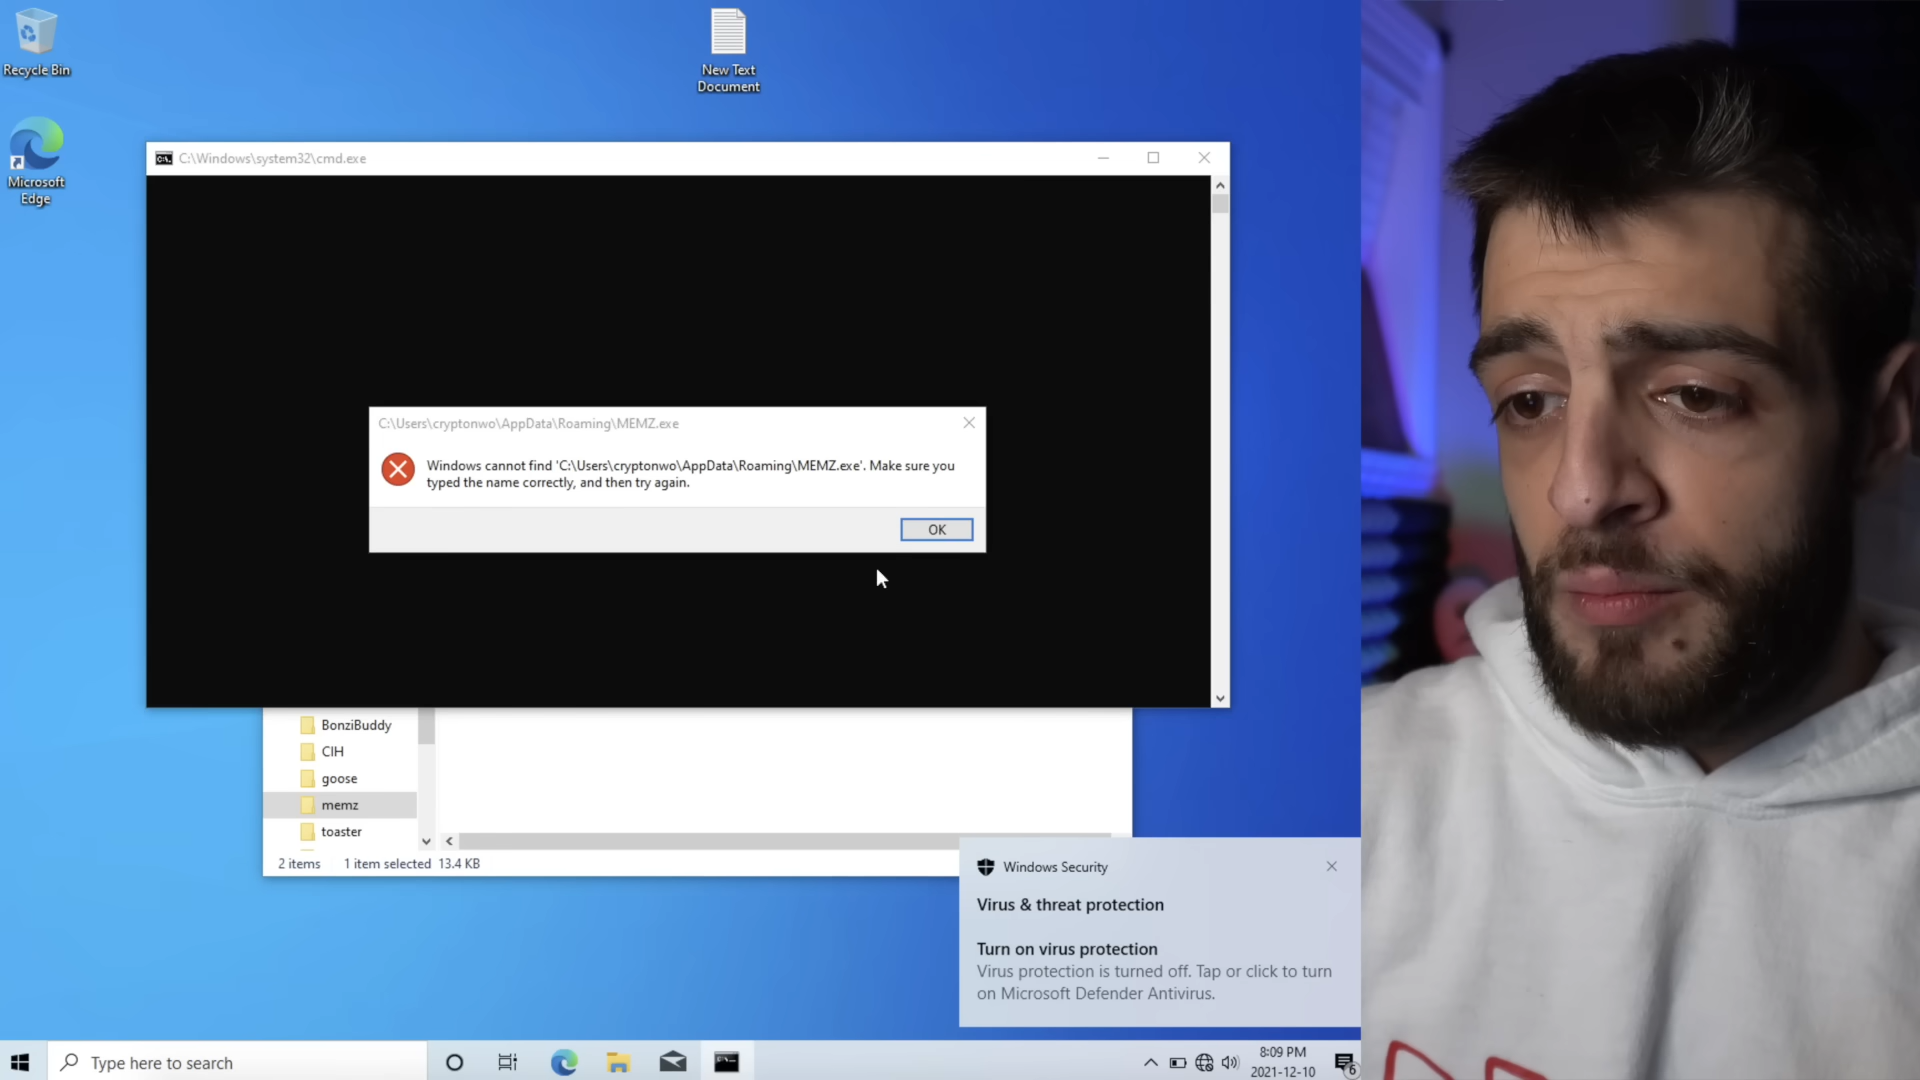 Recycle Bin
New Text
Document
Microsoft
Edge
C:\Windows\system32\cmd.exe
C:\Users\cryptonwo\AppData\Roaming\MEMZ.exe
Windows cannot find 'C:\Users\cryptonwo\AppData\Roaming\MEMZ.exe'. Make sure you
typed the name correctly, and then try again.
OK
BonziBuddy
CIH
goose
memz
toaster
2 items 1 item selected 13.4 KB
Windows Security
Virus & threat protection
Turn on virus protection
Virus protection is turned off. Tap or click to turn
on Microsoft Defender Antivirus.
Type here to search
8:09 PM
2021-12-10
6